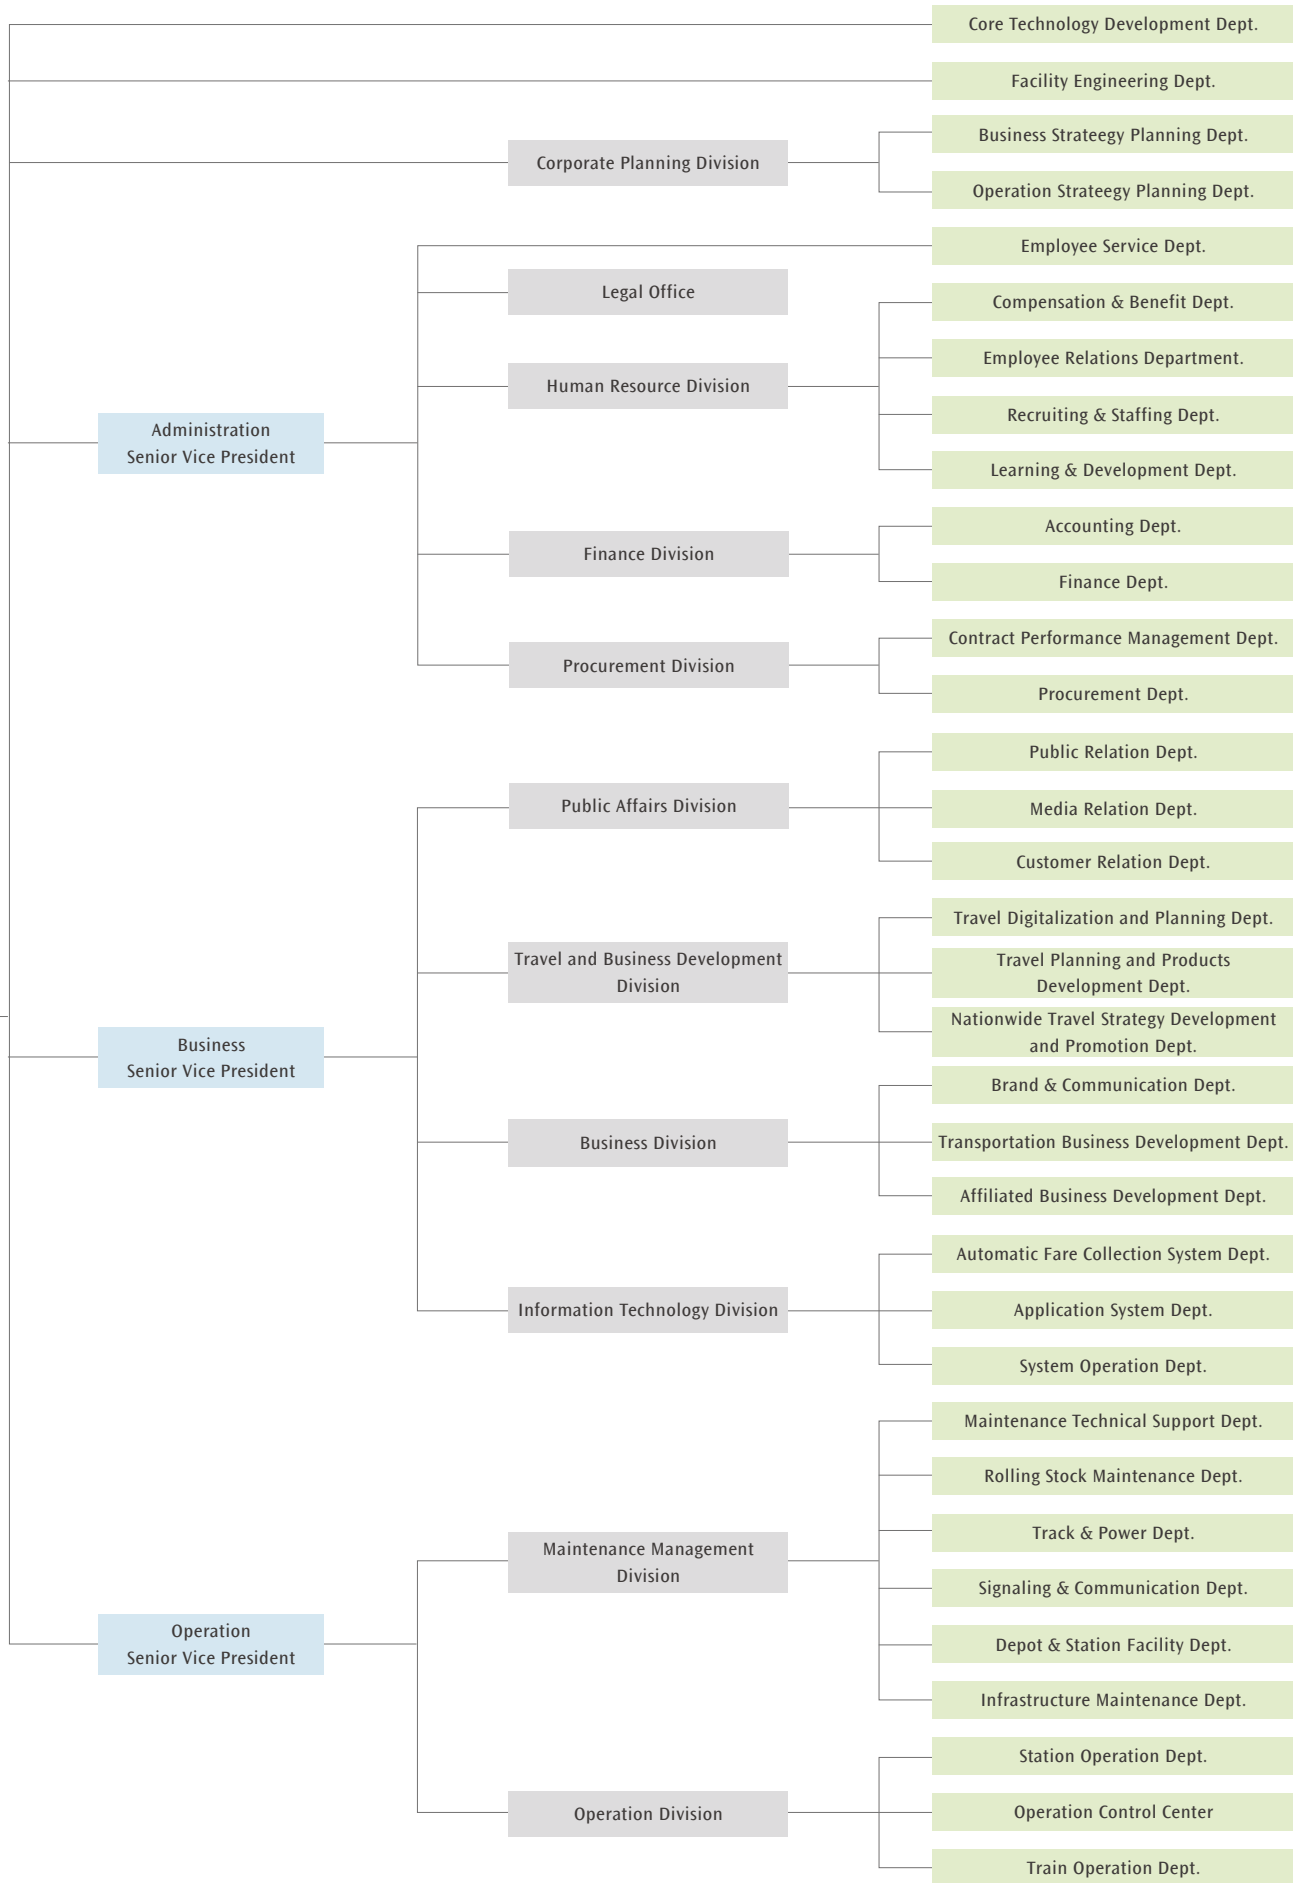 Core Technology Development Dept.
Facility Engineering Dept.
Corporate Planning Division
Business Strateegy Planning Dept.
Operation Strateegy Planning Dept.
Administration
Senior Vice President
Employee Service Dept.
Legal Office
Human Resource Division
Compensation & Benefit Dept.
Employee Relations Department.
Recruiting & Staffing Dept.
Learning & Development Dept.
Finance Division
Accounting Dept.
Finance Dept.
Procurement Division
Contract Performance Management Dept.
Procurement Dept.
Business
Senior Vice President
Public Affairs Division
Public Relation Dept.
Media Relation Dept.
Customer Relation Dept.
Travel and Business Development
Division
Travel Digitalization and Planning Dept.
Travel Planning and Products
Development Dept.
Nationwide Travel Strategy Development
and Promotion Dept.
Business Division
Brand & Communication Dept.
Transportation Business Development Dept.
Affiliated Business Development Dept.
Information Technology Division
Automatic Fare Collection System Dept.
Application System Dept.
System Operation Dept.
Operation
Senior Vice President
Maintenance Management
Division
Maintenance Technical Support Dept.
Rolling Stock Maintenance Dept.
Track & Power Dept.
Signaling & Communication Dept.
Depot & Station Facility Dept.
Infrastructure Maintenance Dept.
Operation Division
Station Operation Dept.
Operation Control Center
Train Operation Dept.